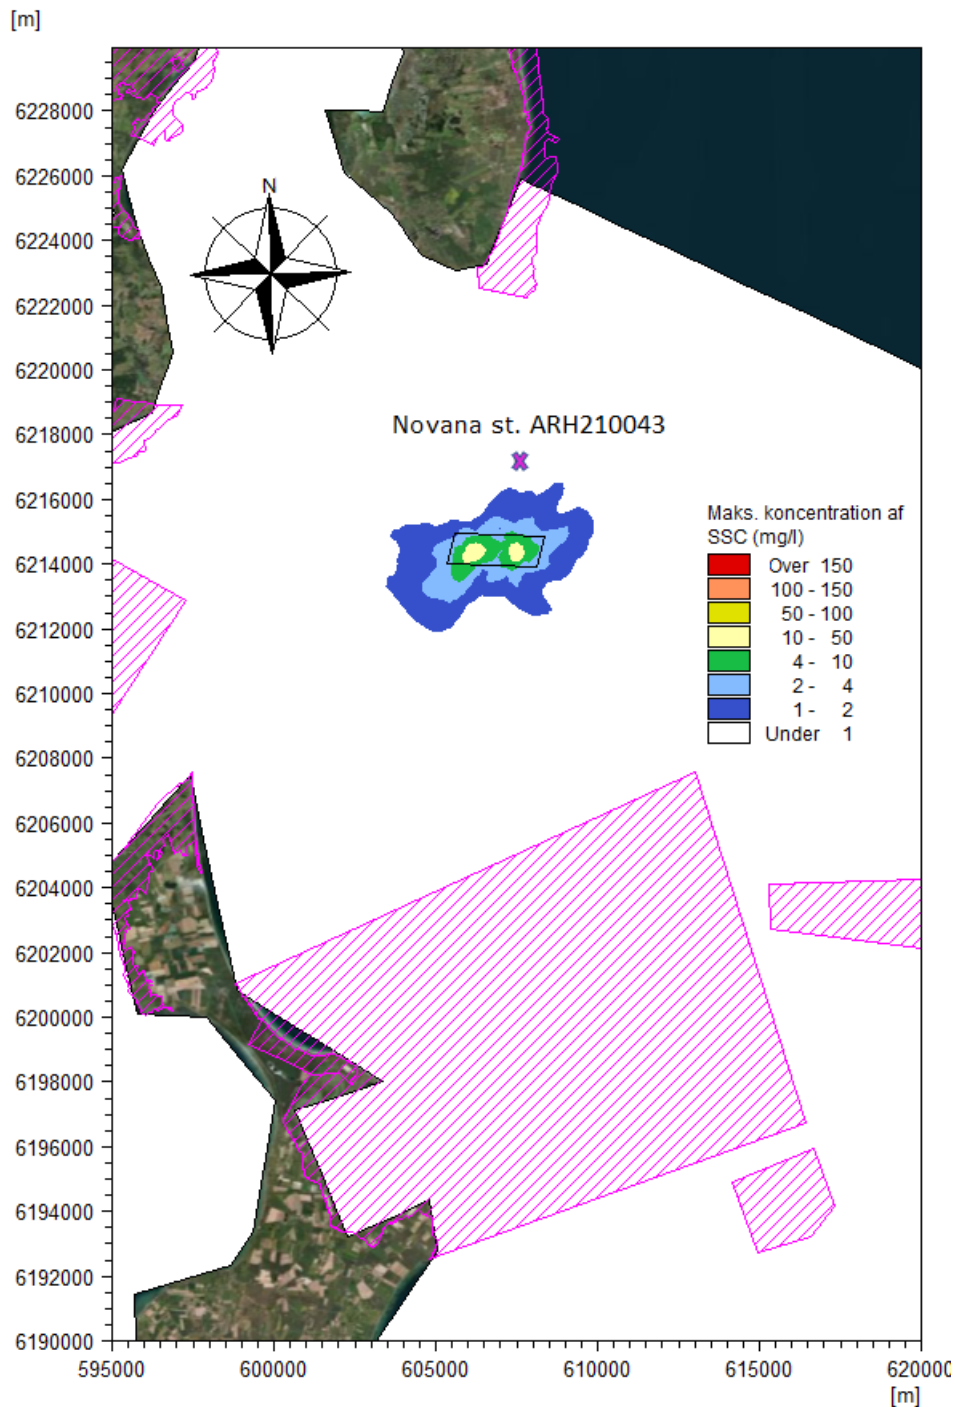 [m]
6228000
6226000
N
6224000
6222000
6220000
6218000
Novana st. ARH210043
6216000
6214000
Maks. koncentration af
SSC (mg/l)
Over 150
100 - 150
50 - 100
10 - 50
4 - 10
2 - 4
1 - 2
Under 1
6212000
6210000
6208000
6206000
6204000
6202000
6200000
6198000
6196000
6194000
6192000
6190000
595000 600000 605000 610000 615000 620000
[m]